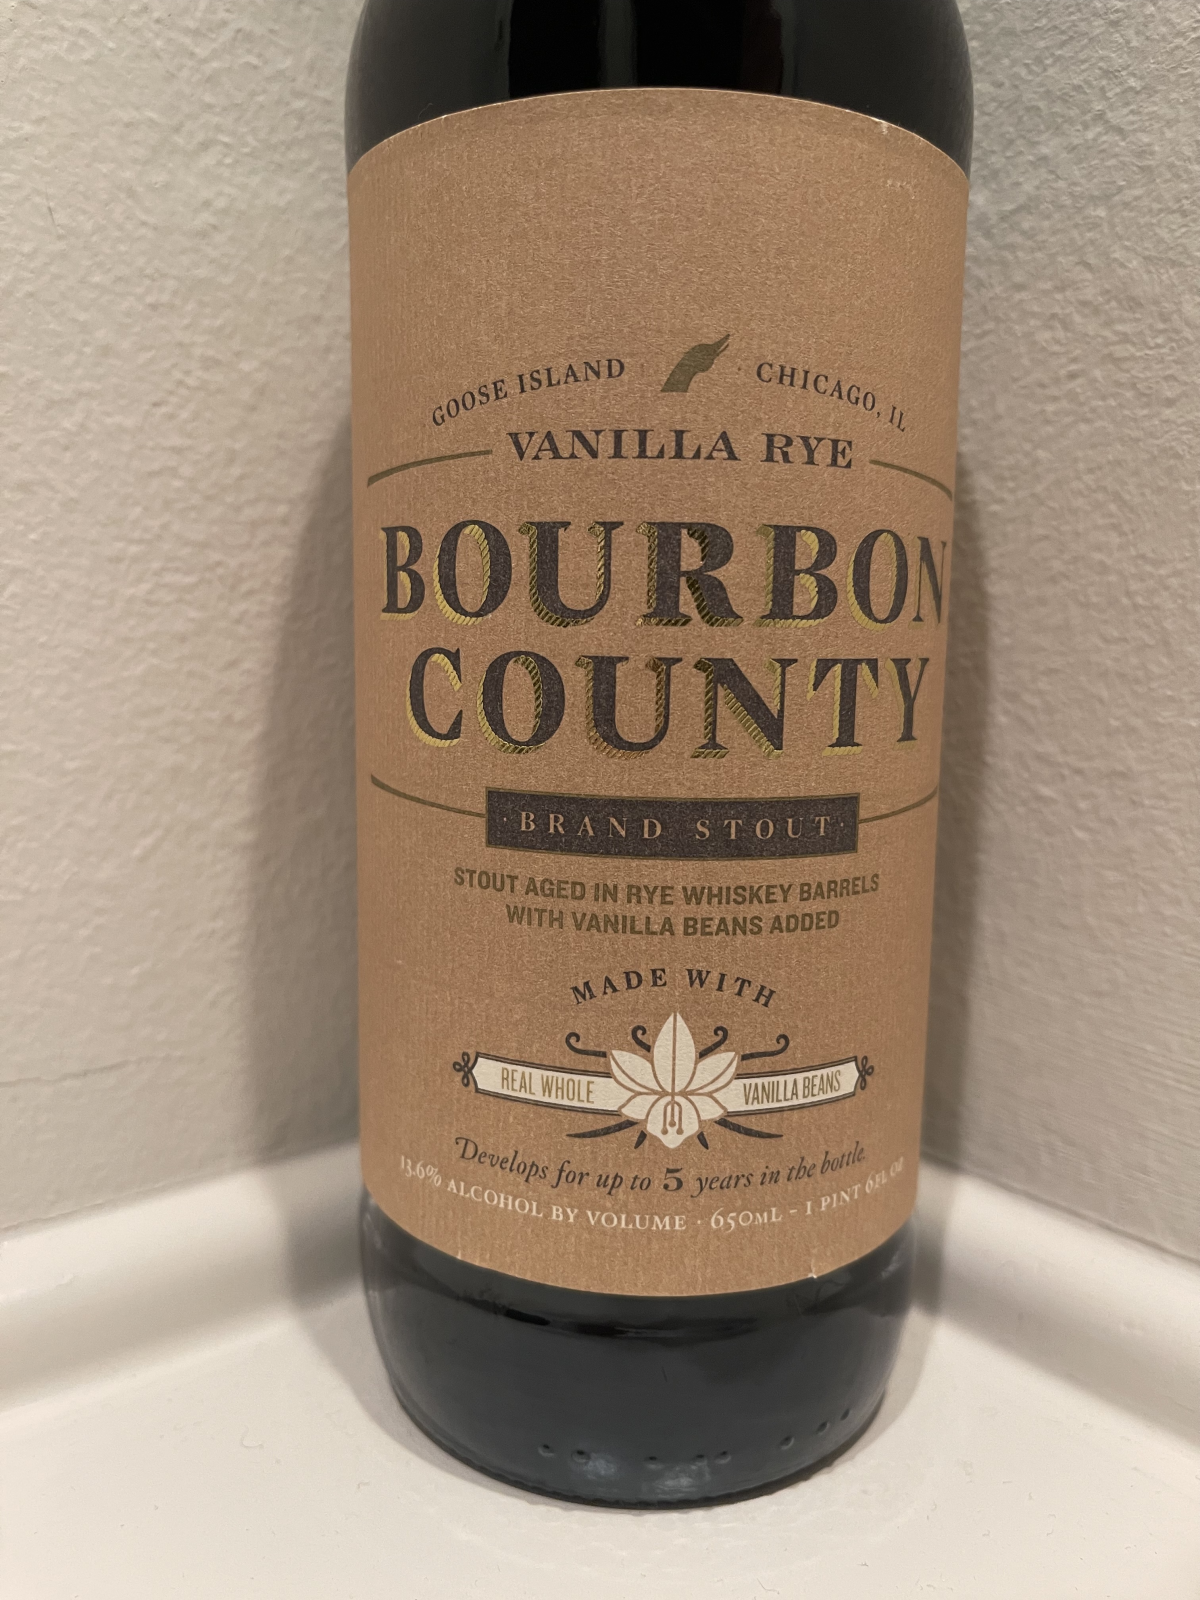 GOOSE ISLAND · CHICAGO, IL
VANILLA RYE
BOURBON
COUNTY
· BRAND STOUT ·
STOUT AGED IN RYE WHISKEY BARRELS
WITH VANILLA BEANS ADDED
MADE WITH
REAL WHOLE VANILLA BEANS
Develops for up to 5 years in the bottle.
13.6% ALCOHOL BY VOLUME · 650ML - 1 PINT 6 FL OZ